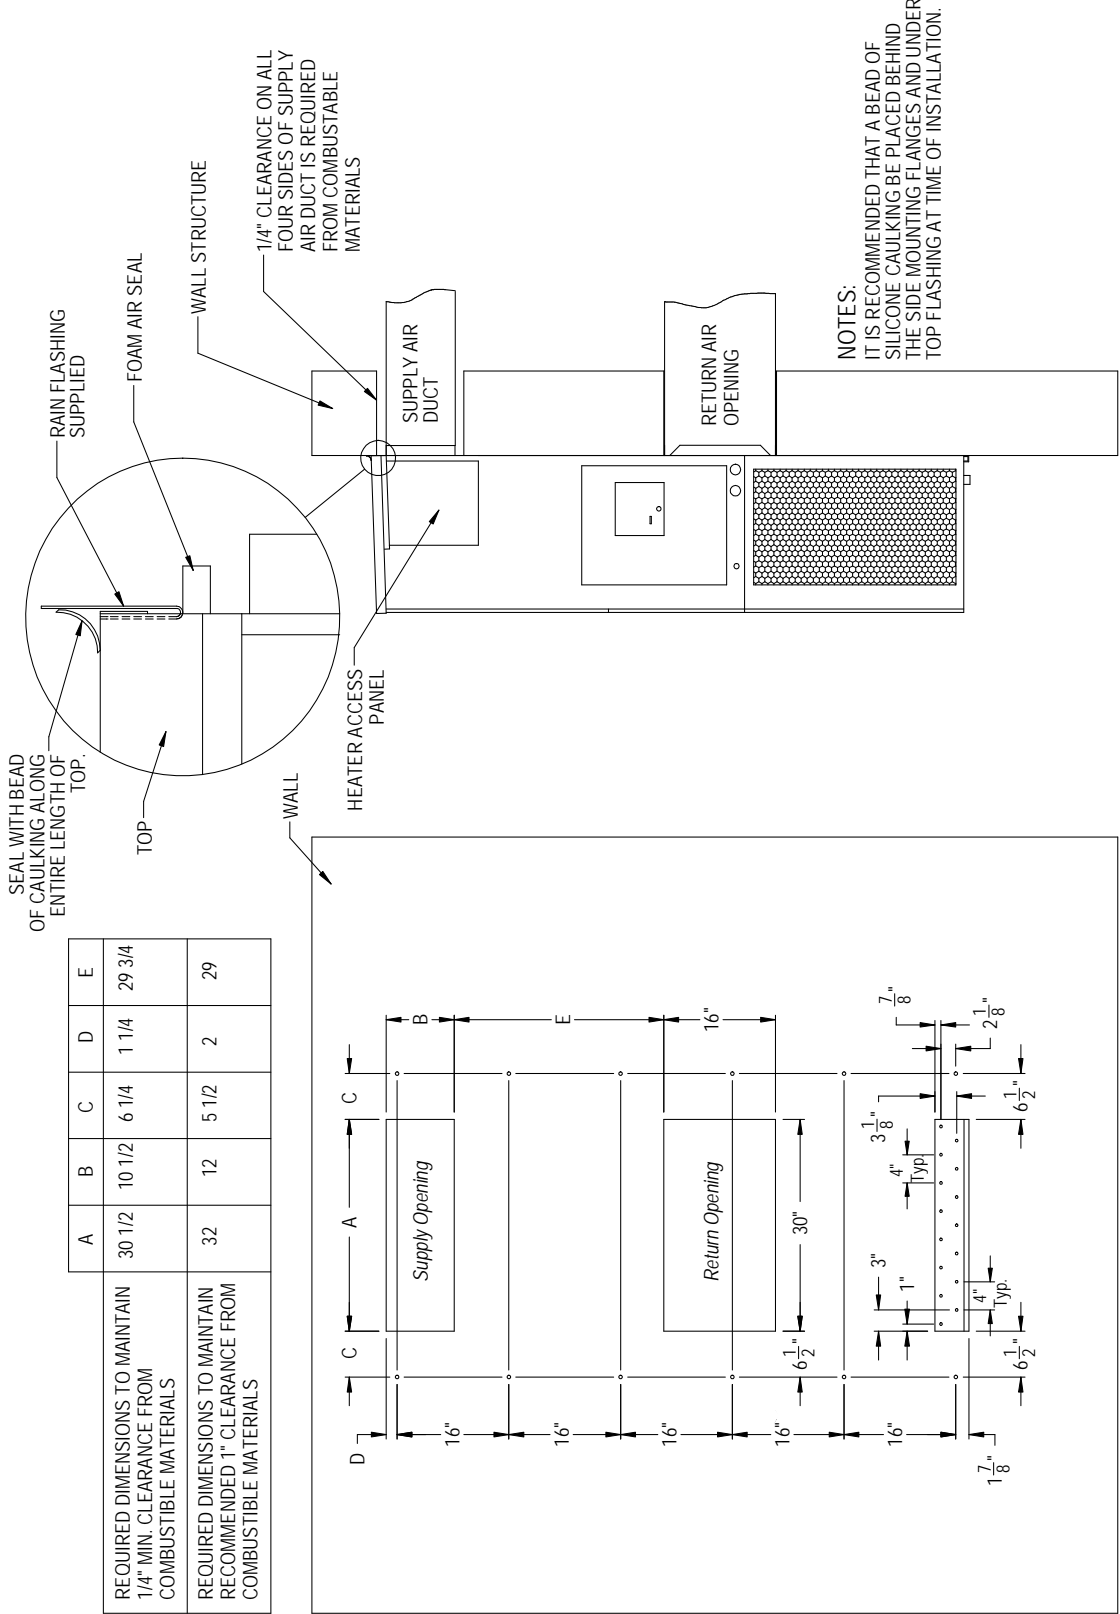 SEAL WITH BEAD
OF CAULKING ALONG
ENTIRE LENGTH OF
TOP.
RAIN FLASHING
SUPPLIED
FOAM AIR SEAL
WALL STRUCTURE
1/4" CLEARANCE ON ALL
FOUR SIDES OF SUPPLY
AIR DUCT IS REQUIRED
FROM COMBUSTABLE
MATERIALS
TOP
HEATER ACCESS
PANEL
SUPPLY AIR
DUCT
RETURN AIR
OPENING
NOTES:
IT IS RECOMMENDED THAT A BEAD OF
SILICONE CAULKING BE PLACED BEHIND
THE SIDE MOUNTING FLANGES AND UNDER
TOP FLASHING AT TIME OF INSTALLATION.
A B C D E
REQUIRED DIMENSIONS TO MAINTAIN
1/4" MIN. CLEARANCE FROM
COMBUSTIBLE MATERIALS
30 1/2 10 1/2 6 1/4 1 1/4 29 3/4
REQUIRED DIMENSIONS TO MAINTAIN
RECOMMENDED 1" CLEARANCE FROM
COMBUSTIBLE MATERIALS
32 12 5 1/2 2 29
WALL
C A C
D
B
Supply Opening
E
16"
16"
16"
16"
16"
Return Opening
16"
30"
6 1/2"
3"
1"
4"
Typ.
4"
Typ.
3 1/8"
7/8"
2 1/8"
1 7/8"
6 1/2"
6 1/2"